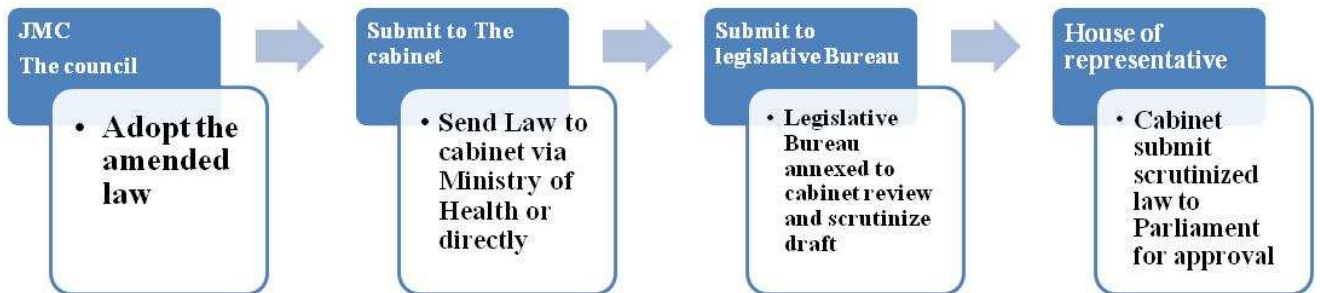 JMC
The council
• Adopt the
amended
law
Submit to The
cabinet
• Send Law to
cabinet via
Ministry of
Health or
directly
Submit to
legislative Bureau
• Legislative
Bureau
annexed to
cabinet review
and scrutinize
draft
House of
representative
• Cabinet
submit
scrutinized
law to
Parliament
for approval